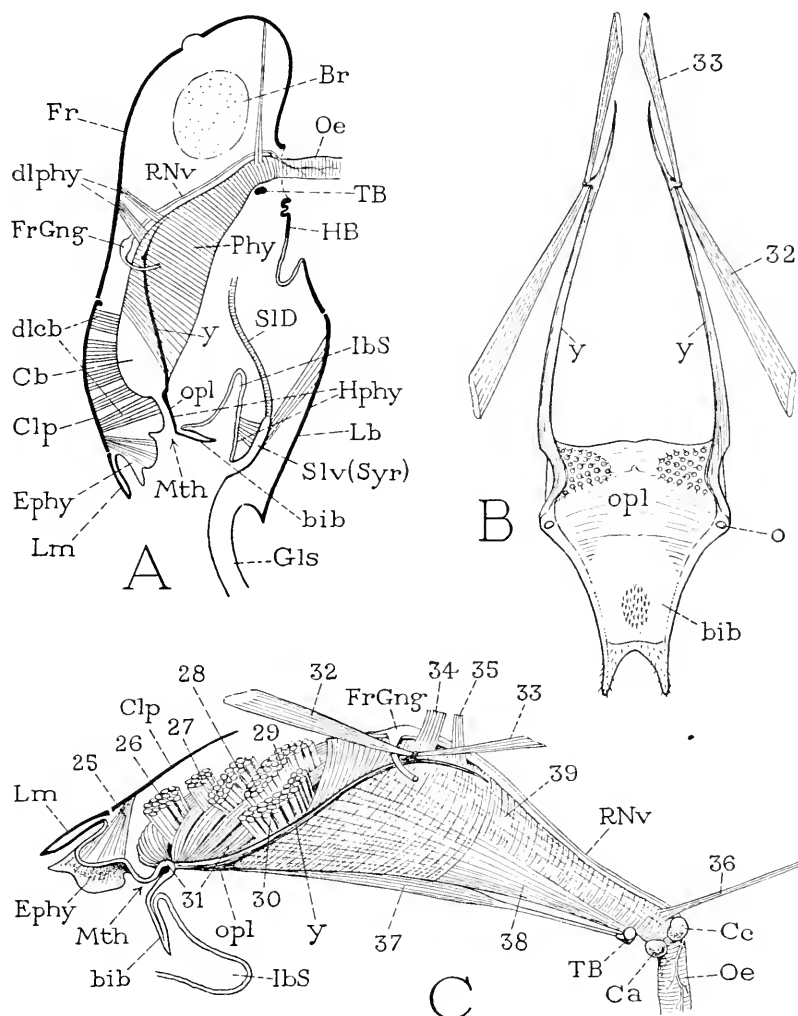 Br
Fr
Oe
RNv
dlphy
TB
FrGng
HB
Phy
SlD
dlcb
y
IbS
Cb
opl
Hphy
Clp
Lb
Mth
Slv(Syr)
Ephy
bib
Lm
A
Gls
33
32
y
y
opl
B
o
bib
32
34
35
28
FrGng
33
Clp
27
29
26
25
39
Lm
RNv
36
Ephy
31
opl
30
y
37
38
Cc
Mth
TB
Ca
Oe
bib
IbS
C